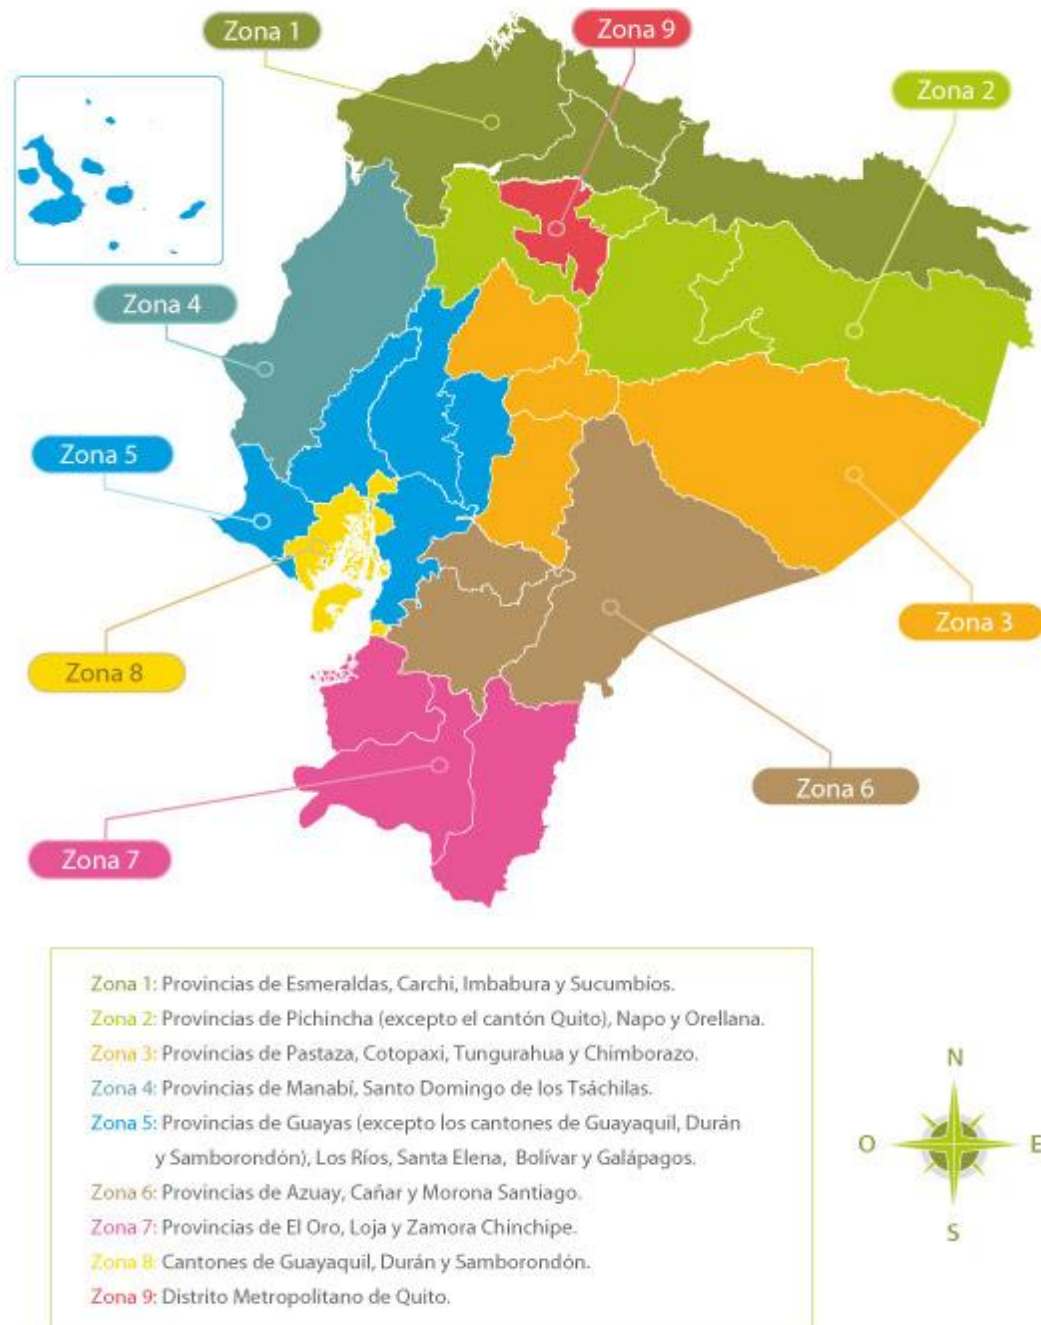 Zona 1
Zona 9
Zona 2
Zona 4
Zona 5
Zona 3
Zona 8
Zona 6
Zona 7
Zona 1: Provincias de Esmeraldas, Carchi, Imbabura y Sucumbíos.
Zona 2: Provincias de Pichincha (excepto el cantón Quito), Napo y Orellana.
Zona 3: Provincias de Pastaza, Cotopaxi, Tungurahua y Chimborazo.
Zona 4: Provincias de Manabí, Santo Domingo de los Tsáchilas.
Zona 5: Provincias de Guayas (excepto los cantones de Guayaquil, Durán
y Samborondón), Los Ríos, Santa Elena, Bolívar y Galápagos.
Zona 6: Provincias de Azuay, Cañar y Morona Santiago.
Zona 7: Provincias de El Oro, Loja y Zamora Chinchipe.
Zona 8: Cantones de Guayaquil, Durán y Samborondón.
Zona 9: Distrito Metropolitano de Quito.
N
O
E
S